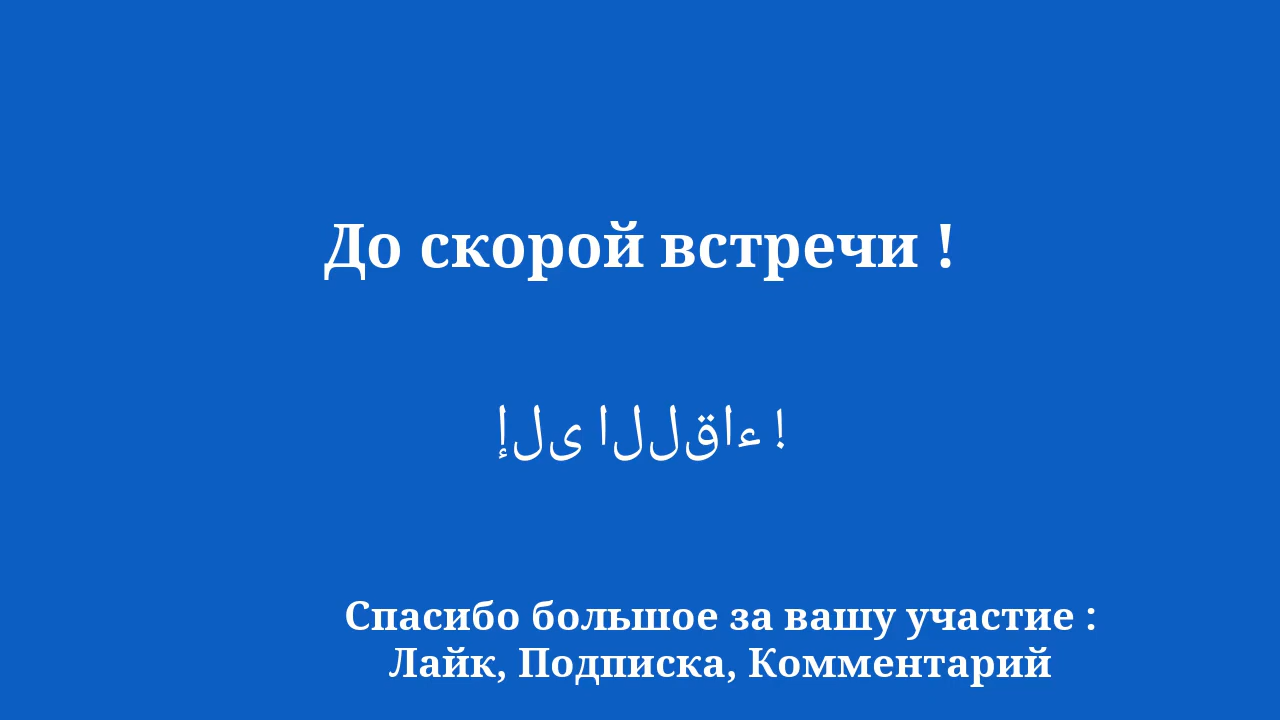 До скорой встречи !
إلى اللقاء !
Спасибо большое за вашу участие :
Лайк, Подписка, Комментарий